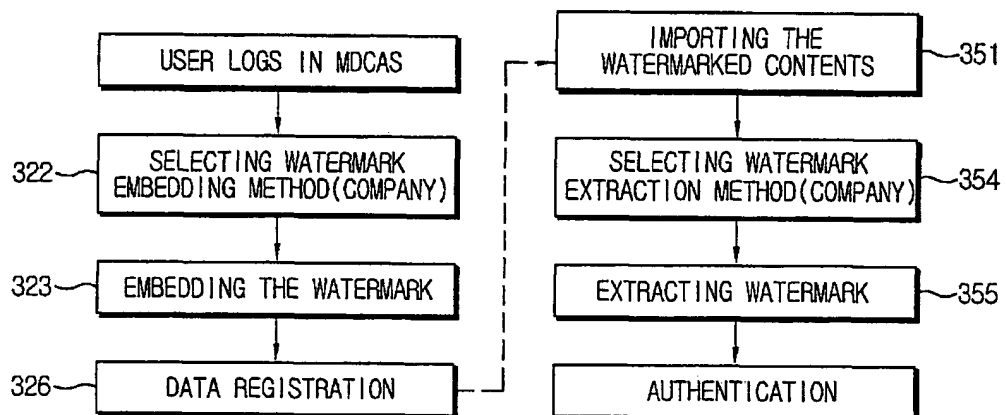 USER LOGS IN MDCAS
322
SELECTING WATERMARK
EMBEDDING METHOD(COMPANY)
323
EMBEDDING THE WATERMARK
326
DATA REGISTRATION
IMPORTING THE
WATERMARKED CONTENTS
351
SELECTING WATERMARK
EXTRACTION METHOD(COMPANY)
354
EXTRACTING WATERMARK
355
AUTHENTICATION